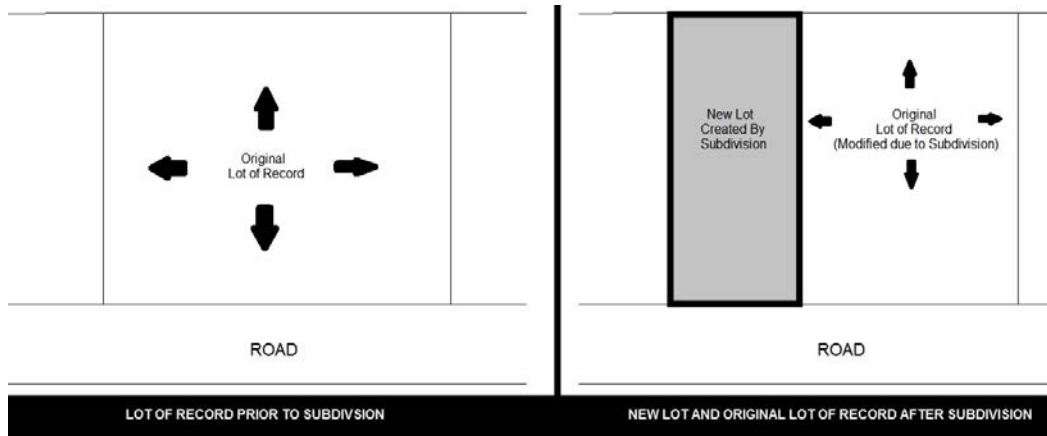 Original
Lot of Record
ROAD
LOT OF RECORD PRIOR TO SUBDIVSION
New Lot
Created By
Subdivision
Original
Lot of Record
(Modified due to Subdivision)
ROAD
NEW LOT AND ORIGINAL LOT OF RECORD AFTER SUBDIVISION